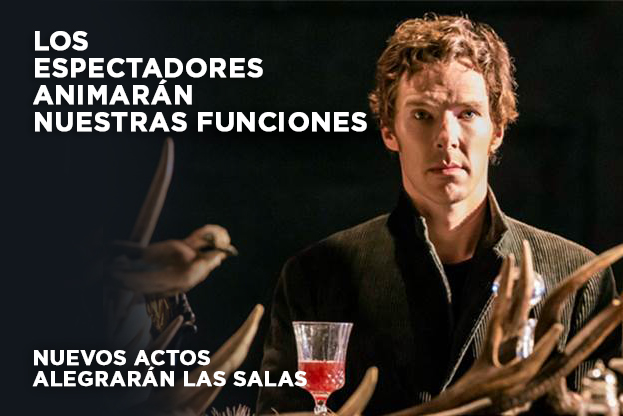 LOS
ESPECTADORES
ANIMARÁN
NUESTRAS FUNCIONES
NUEVOS ACTOS
ALEGRARÁN LAS SALAS